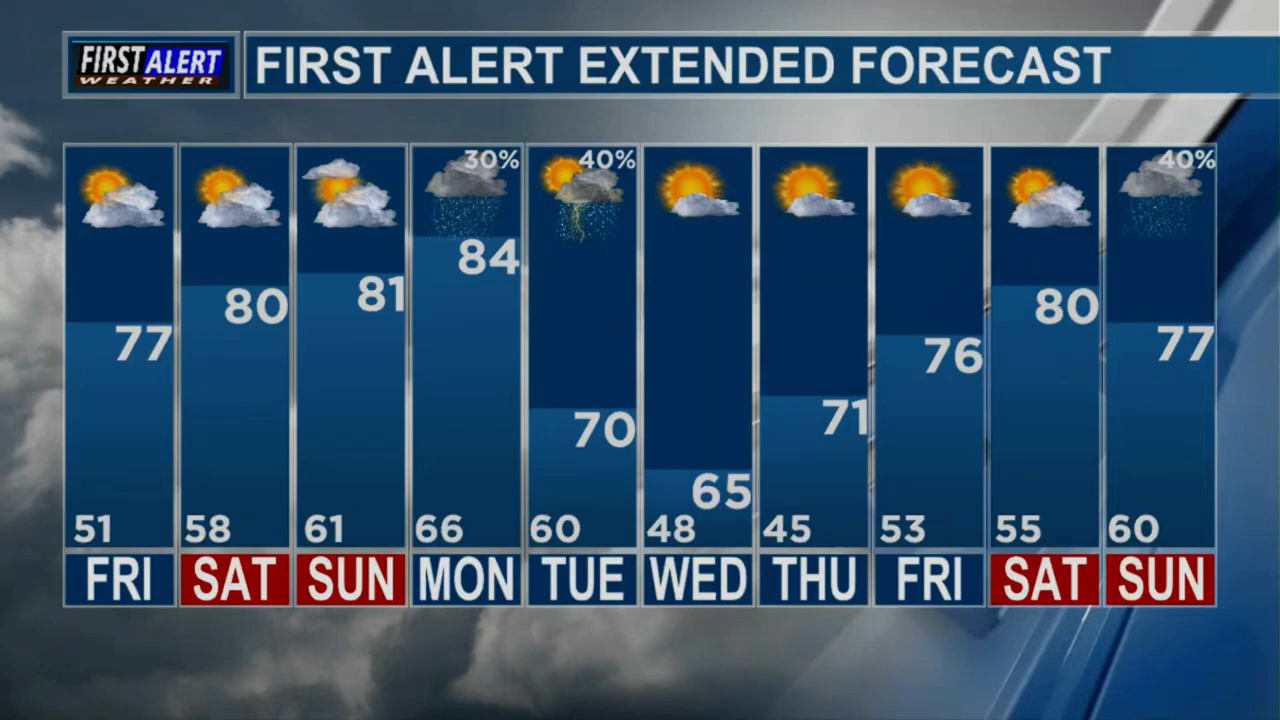 FIRST ALERT
WEATHER
FIRST ALERT EXTENDED FORECAST
30% 40% 40%
77 80 81 84 70 65 71 76 80 77
51 58 61 66 60 48 45 53 55 60
FRI SAT SUN MON TUE WED THU FRI SAT SUN